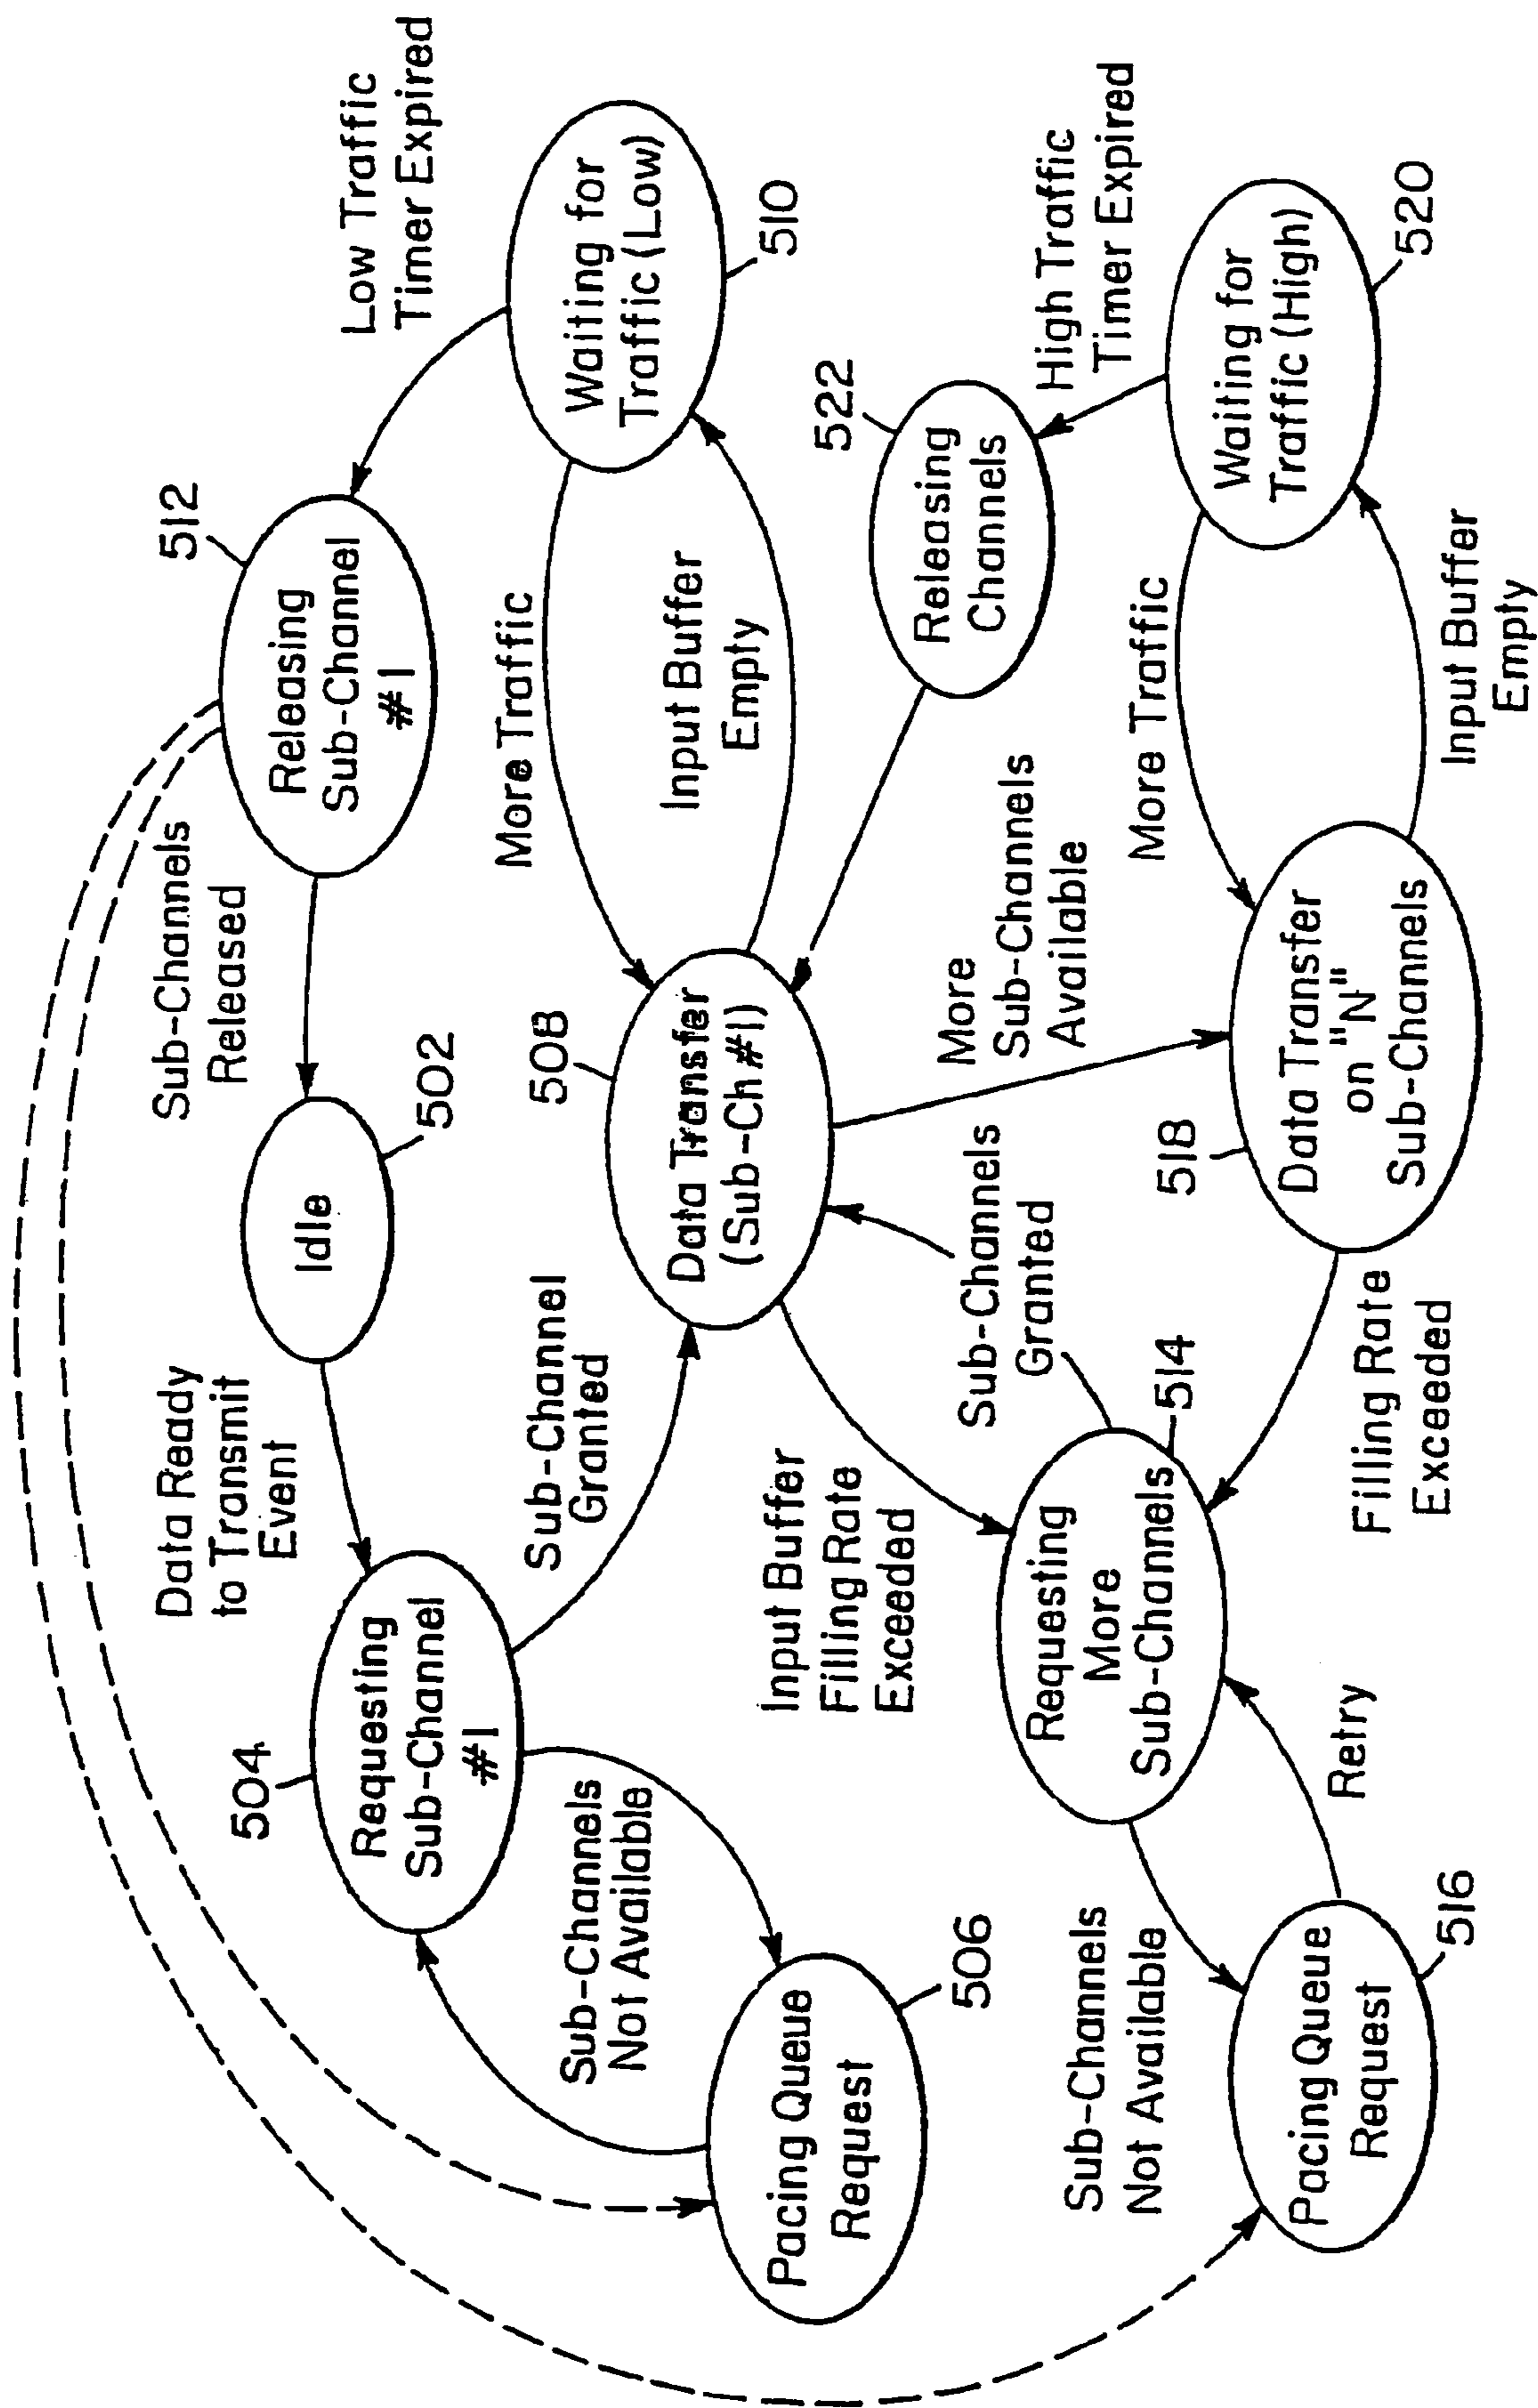 Data Ready
to Transmit
Event
Sub-Channels
Released
512
504
Requesting
Sub-Channel
#1
Idle
502
Releasing
Sub-Channel
#1
Low Traffic
Timer Expired
Sub-Channels
Not Available
Sub-Channel
Granted
508
More Traffic
Waiting for
Traffic (Low)
510
Pacing Queue
Request
506
Data Transfer
(Sub-Ch#1)
Input Buffer
Empty
522
Input Buffer
Filling Rate
Exceeded
Sub-Channels
Granted
More
Sub-Channels
Available
Releasing
Channels
High Traffic
Timer Expired
Sub-Channels
Not Available
Requesting
More
Sub-Channels
514
518
More Traffic
Waiting for
Traffic (High)
520
Pacing Queue
Request
516
Retry
Filling Rate
Exceeded
Data Transfer
on "N"
Sub-Channels
Input Buffer
Empty